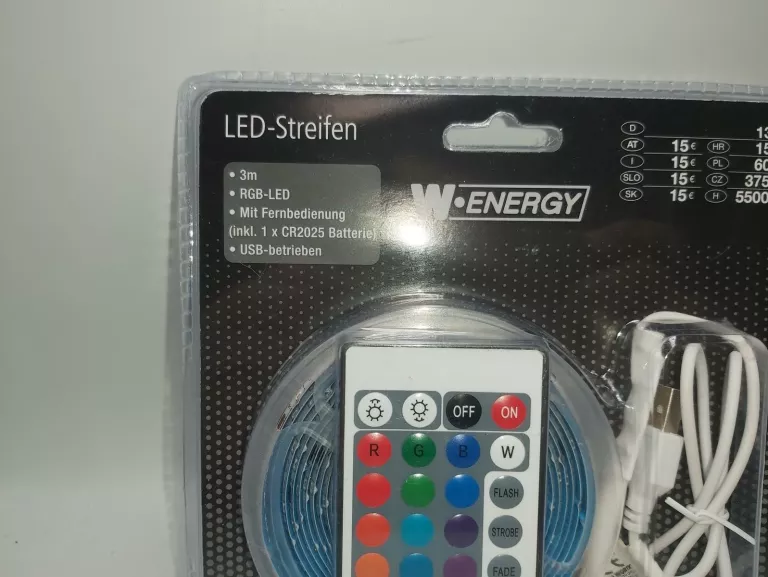 LED-Streifen
• 3m
• RGB-LED
• Mit Fernbedienung
(inkl. 1 x CR2025 Batterie)
• USB-betrieben
W•ENERGY
D
AT 15€ HR
I 15€ PL
SLO 15€ CZ
SK 15€ H
OFF ON
R G B W
FLASH
STROBE
FADE